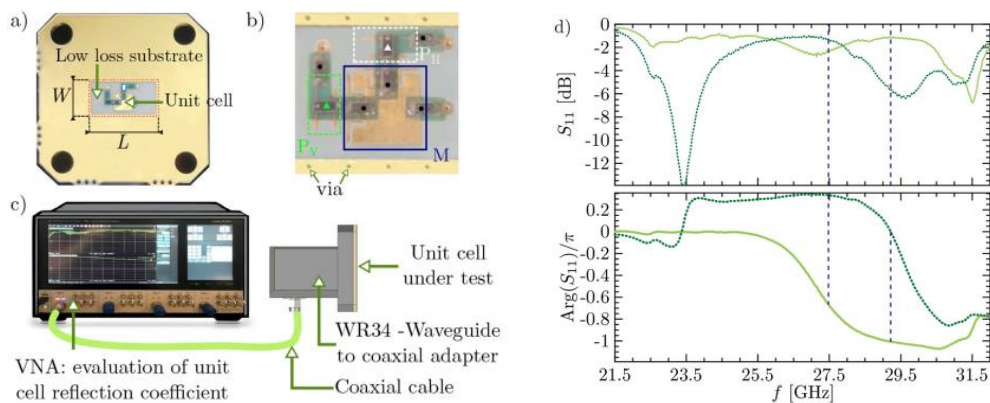 a)
Low loss substrate
W
Unit cell
L
b)
P_H
P_V
M
via
c)
Unit cell
under test
WR34 -Waveguide
to coaxial adapter
VNA: evaluation of unit
cell reflection coefficient
Coaxial cable
d)
S₁₁ [dB]
0
-2
-4
-6
-8
-10
-12
Arg(S₁₁)/π
0.2
0
-0.2
-0.4
-0.6
-0.8
-1
21.5 23.5 25.5 27.5 29.5 31.5
f [GHz]